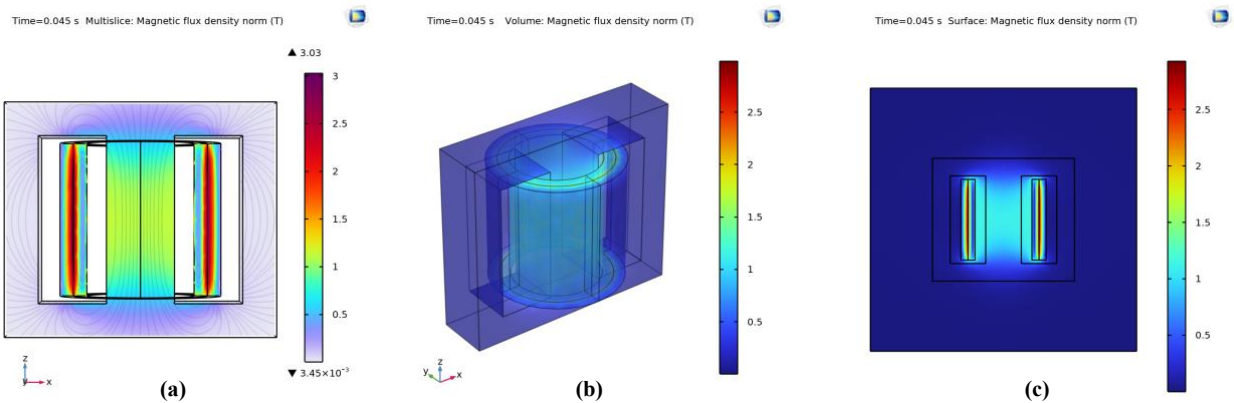 Time=0.045 s Multislice: Magnetic flux density norm (T)
▲ 3.03
3
2.5
2
1.5
1
0.5
▼ 3.45×10⁻³
z
y
x
(a)
Time=0.045 s Volume: Magnetic flux density norm (T)
2.5
2
1.5
1
0.5
z
y
x
(b)
Time=0.045 s Surface: Magnetic flux density norm (T)
2.5
2
1.5
1
0.5
(c)